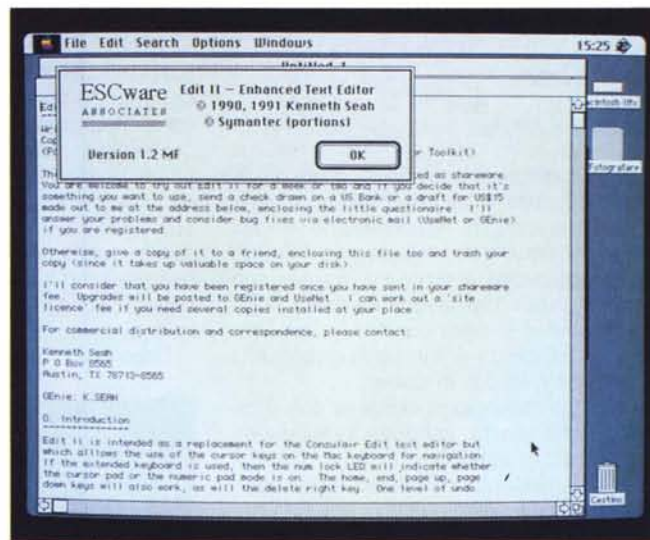 File Edit Search Options Windows 15:25
Untitled-1
ESCware
ASSOCIATES
Edit II – Enhanced Text Editor
© 1990, 1991 Kenneth Seah
© Symantec (portions)
Version 1.2 MF
OK
or Toolkit)
ed as shareware.
You are welcome to try out Edit II for a week or two and if you decide that it's
something you want to use, send a check drawn on a US Bank or a draft for US$15
made out to me at the address below, enclosing the little questionaire. I'll
answer your problems and consider bug fixes via electronic mail (UseNet or GEnie)
if you are registered.
Otherwise, give a copy of it to a friend, enclosing this file too and trash your
copy (since it takes up valuable space on your disk).
I'll consider that you have been registered once you have sent in your shareware
fee. Upgrades will be posted to GEnie and UseNet. I can work out a 'site
licence' fee if you need several copies installed at your place.
For commercial distribution and correspondence, please contact:
Kenneth Seah
P O Box 8565
Austin, TX 78713-8565
GEnie: K.SEAH
0. Introduction
Edit II is intended as a replacement for the Consulair Edit text editor but
which alllows the use of the cursor keys on the Mac keyboard for navigation.
If the extended keyboard is used, then the num lock LED will indicate whether
the cursor pad or the numeric pad mode is on. The home, end, page up, page
down keys will also work, as will the delete right key. One level of undo
Fotografare
Cestino